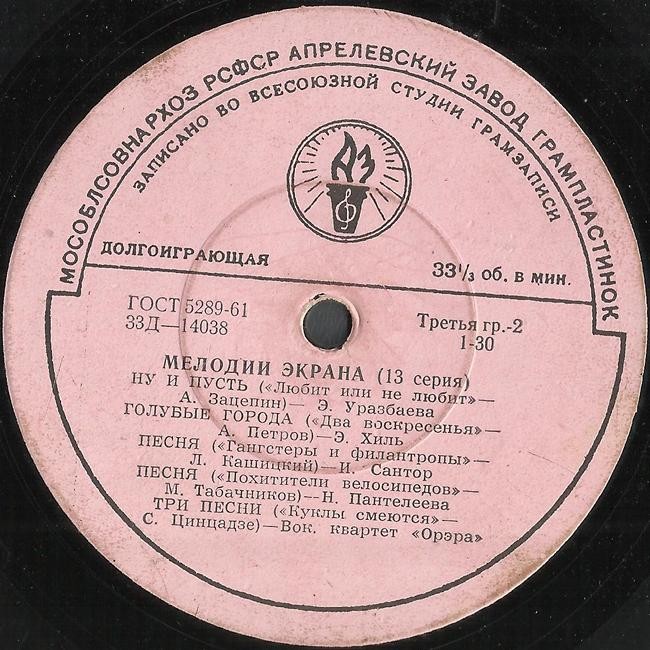 МОСОБЛСОВНАРХОЗ РСФСР АПРЕЛЕВСКИЙ ЗАВОД ГРАМПЛАСТИНОК
ЗАПИСАНО ВО ВСЕСОЮЗНОЙ СТУДИИ ГРАМЗАПИСИ
АЗ
ДОЛГОИГРАЮЩАЯ
33⅓ об. в мин.
ГОСТ 5289-61
33Д—14038
Третья гр.-2
1-30
МЕЛОДИИ ЭКРАНА (13 серия)
НУ И ПУСТЬ («Любит или не любит»—
А. Зацепин)— Э. Уразбаева
ГОЛУБЫЕ ГОРОДА («Два воскресенья»—
А. Петров)—Э. Хиль
ПЕСНЯ («Гангстеры и филантропы»—
Л. Кашицкий)—И. Сантор
ПЕСНЯ («Похитители велосипедов»—
М. Табачников)—Н. Пантелеева
ТРИ ПЕСНИ («Куклы смеются»—
С. Цинцадзе)—Вок. квартет «Орэра»